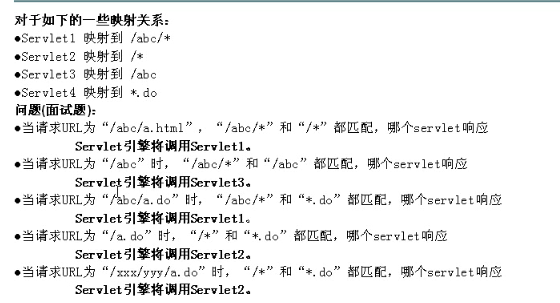 对于如下的一些映射关系：
●Servlet1 映射到 /abc/*
●Servlet2 映射到 /*
●Servlet3 映射到 /abc
●Servlet4 映射到 *.do
问题(面试题)：
●当请求URL为“/abc/a.html”，“/abc/*”和“/*”都匹配，哪个servlet响应
Servlet引擎将调用Servlet1。
●当请求URL为“/abc”时，“/abc/*”和“/abc”都匹配，哪个servlet响应
Servlet引擎将调用Servlet3。
●当请求URL为“/abc/a.do”时，“/abc/*”和“*.do”都匹配，哪个servlet响应
Servlet引擎将调用Servlet1。
●当请求URL为“/a.do”时，“/*”和“*.do”都匹配，哪个servlet响应
Servlet引擎将调用Servlet2。
●当请求URL为“/xxx/yyy/a.do”时，“/*”和“*.do”都匹配，哪个servlet响应
Servlet引擎将调用Servlet2。